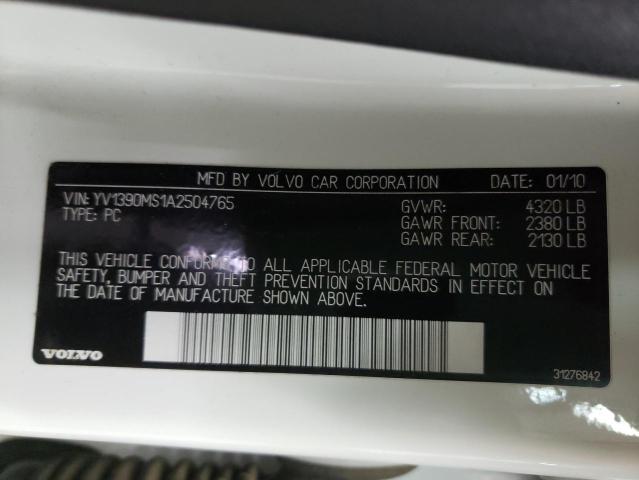 MFD BY VOLVO CAR CORPORATION DATE: 01/10
VIN: YV1390MS1A2504765 GVWR: 4320 LB
TYPE: PC GAWR FRONT: 2380 LB
GAWR REAR: 2130 LB
THIS VEHICLE CONFORMS TO ALL APPLICABLE FEDERAL MOTOR VEHICLE
SAFETY, BUMPER AND THEFT PREVENTION STANDARDS IN EFFECT ON
THE DATE OF MANUFACTURE SHOWN ABOVE.
VOLVO 31276842